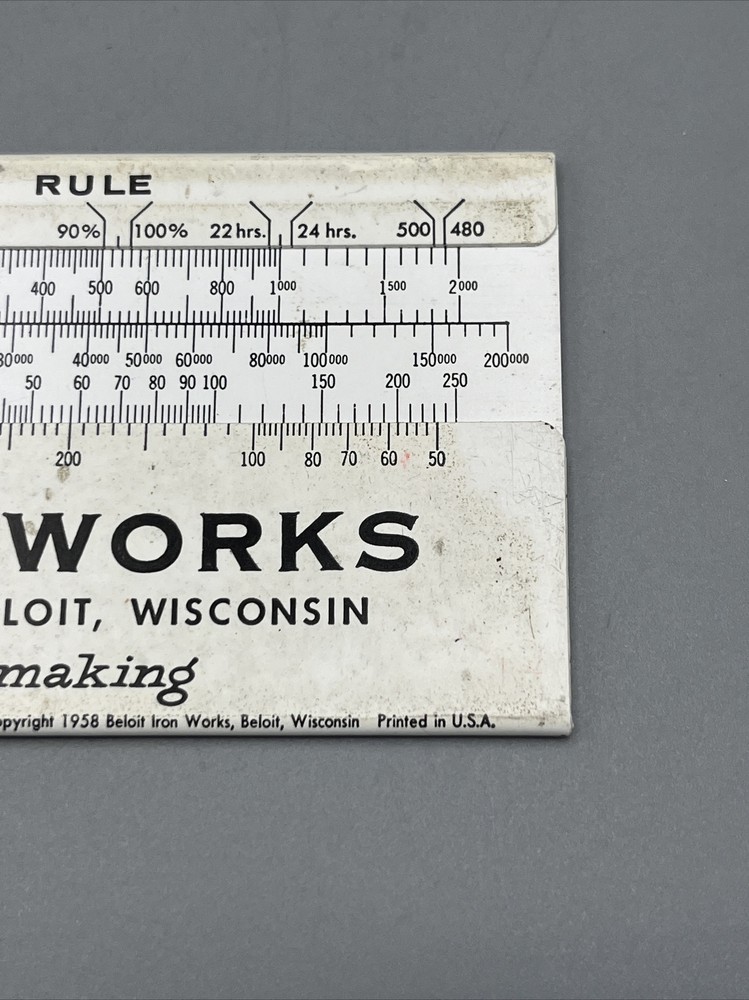 RULE
90% 100% 22 hrs. 24 hrs. 500 480
400 500 600 800 1000 1500 2000
40000 50000 60000 80000 100000 150000 200000
50 60 70 80 90 100 150 200 250
200 100 80 70 60 50
WORKS
LOIT, WISCONSIN
making
opyright 1958 Beloit Iron Works, Beloit, Wisconsin Printed in U.S.A.